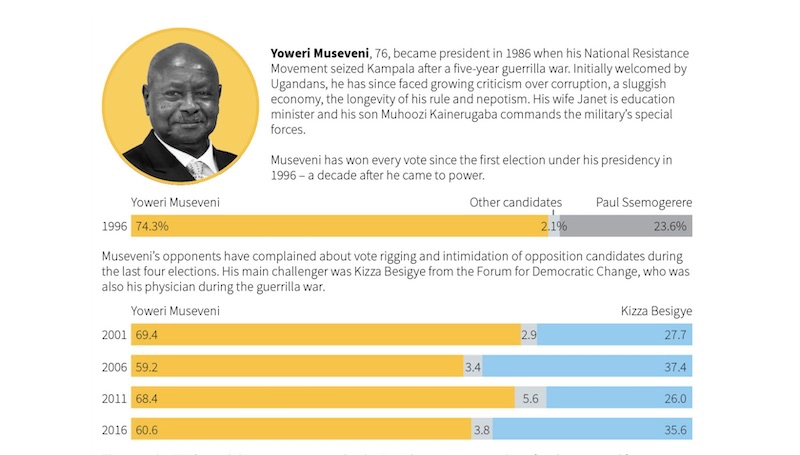 Yoweri Museveni, 76, became president in 1986 when his National Resistance
Movement seized Kampala after a five-year guerrilla war. Initially welcomed by
Ugandans, he has since faced growing criticism over corruption, a sluggish
economy, the longevity of his rule and nepotism. His wife Janet is education
minister and his son Muhoozi Kainerugaba commands the military’s special
forces.
Museveni has won every vote since the first election under his presidency in
1996 – a decade after he came to power.
Yoweri Museveni Other candidates Paul Ssemogerere
1996 74.3% 2.1% 23.6%
Museveni’s opponents have complained about vote rigging and intimidation of opposition candidates during
the last four elections. His main challenger was Kizza Besigye from the Forum for Democratic Change, who was
also his physician during the guerrilla war.
Yoweri Museveni Kizza Besigye
2001 69.4 2.9 27.7
2006 59.2 3.4 37.4
2011 68.4 5.6 26.0
2016 60.6 3.8 35.6